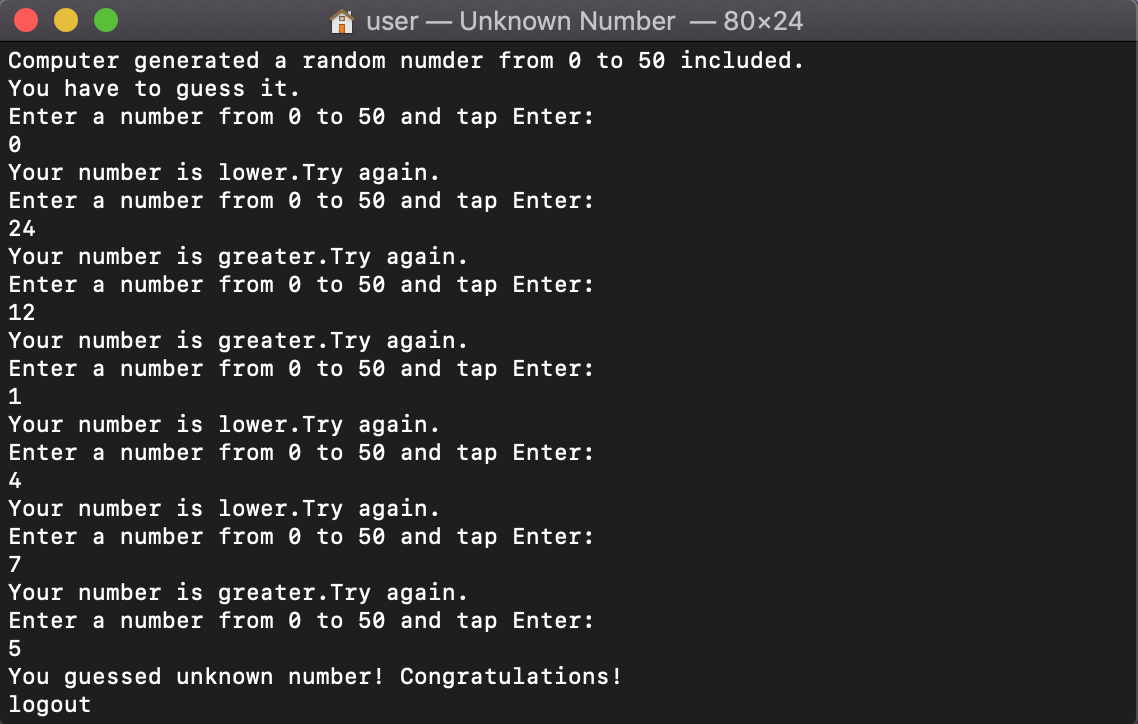 user — Unknown Number — 80×24
Computer generated a random numder from 0 to 50 included.
You have to guess it.
Enter a number from 0 to 50 and tap Enter:
0
Your number is lower.Try again.
Enter a number from 0 to 50 and tap Enter:
24
Your number is greater.Try again.
Enter a number from 0 to 50 and tap Enter:
12
Your number is greater.Try again.
Enter a number from 0 to 50 and tap Enter:
1
Your number is lower.Try again.
Enter a number from 0 to 50 and tap Enter:
4
Your number is lower.Try again.
Enter a number from 0 to 50 and tap Enter:
7
Your number is greater.Try again.
Enter a number from 0 to 50 and tap Enter:
5
You guessed unknown number! Congratulations!
logout